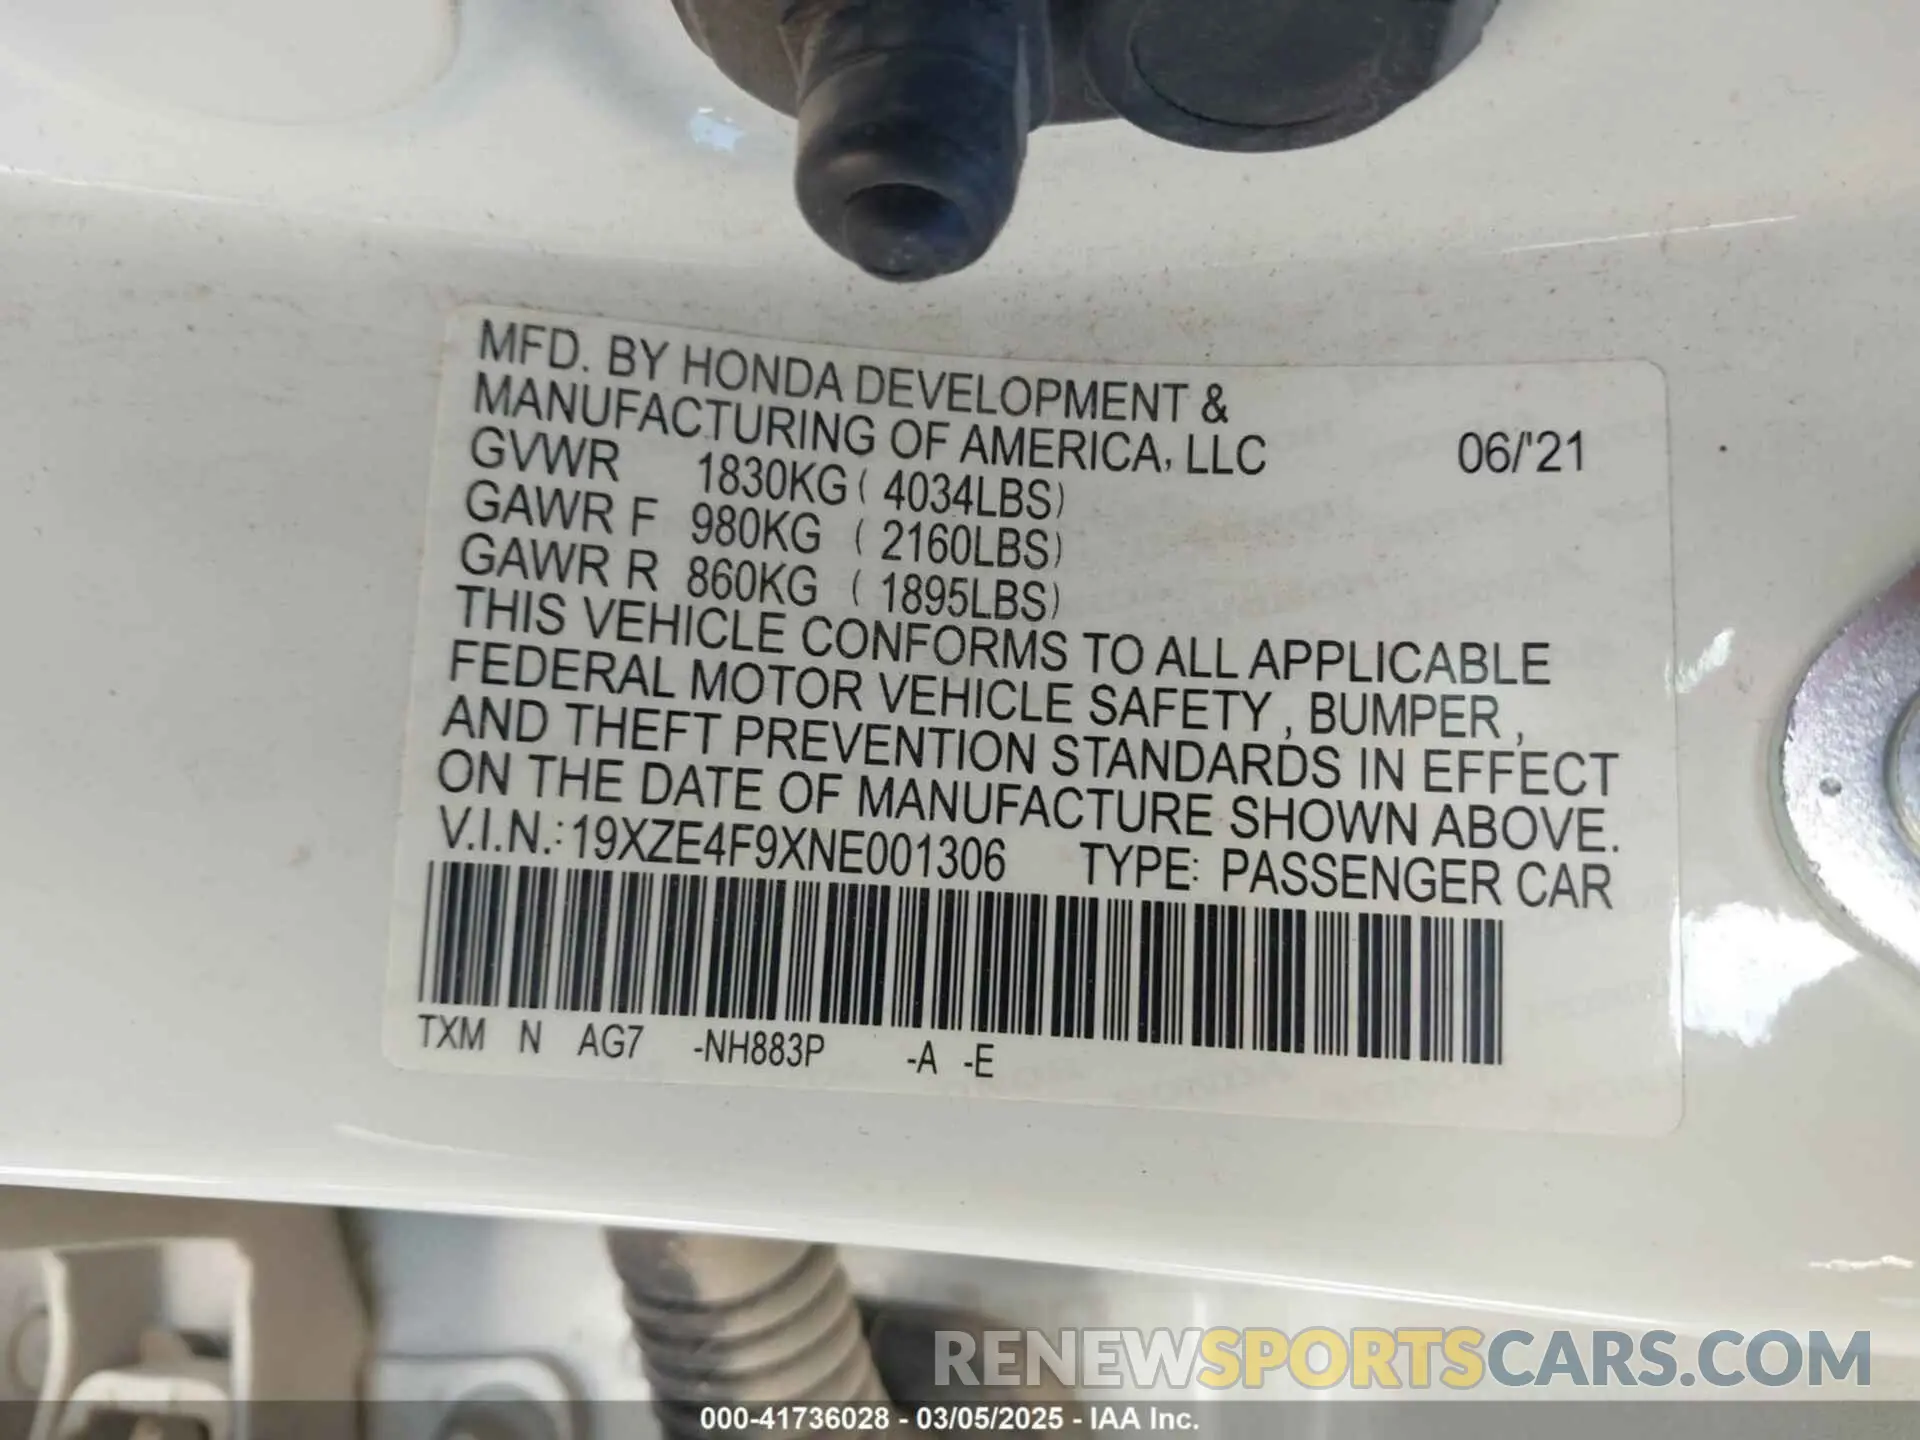 MFD. BY HONDA DEVELOPMENT &
MANUFACTURING OF AMERICA, LLC 06/'21
GVWR 1830KG ( 4034LBS)
GAWR F 980KG ( 2160LBS)
GAWR R 860KG ( 1895LBS)
THIS VEHICLE CONFORMS TO ALL APPLICABLE
FEDERAL MOTOR VEHICLE SAFETY , BUMPER ,
AND THEFT PREVENTION STANDARDS IN EFFECT
ON THE DATE OF MANUFACTURE SHOWN ABOVE.
V.I.N.: 19XZE4F9XNE001306 TYPE: PASSENGER CAR
TXM N AG7 -NH883P -A -E
RENEWSPORTSCARS.COM
000-41736028 - 03/05/2025 - IAA Inc.